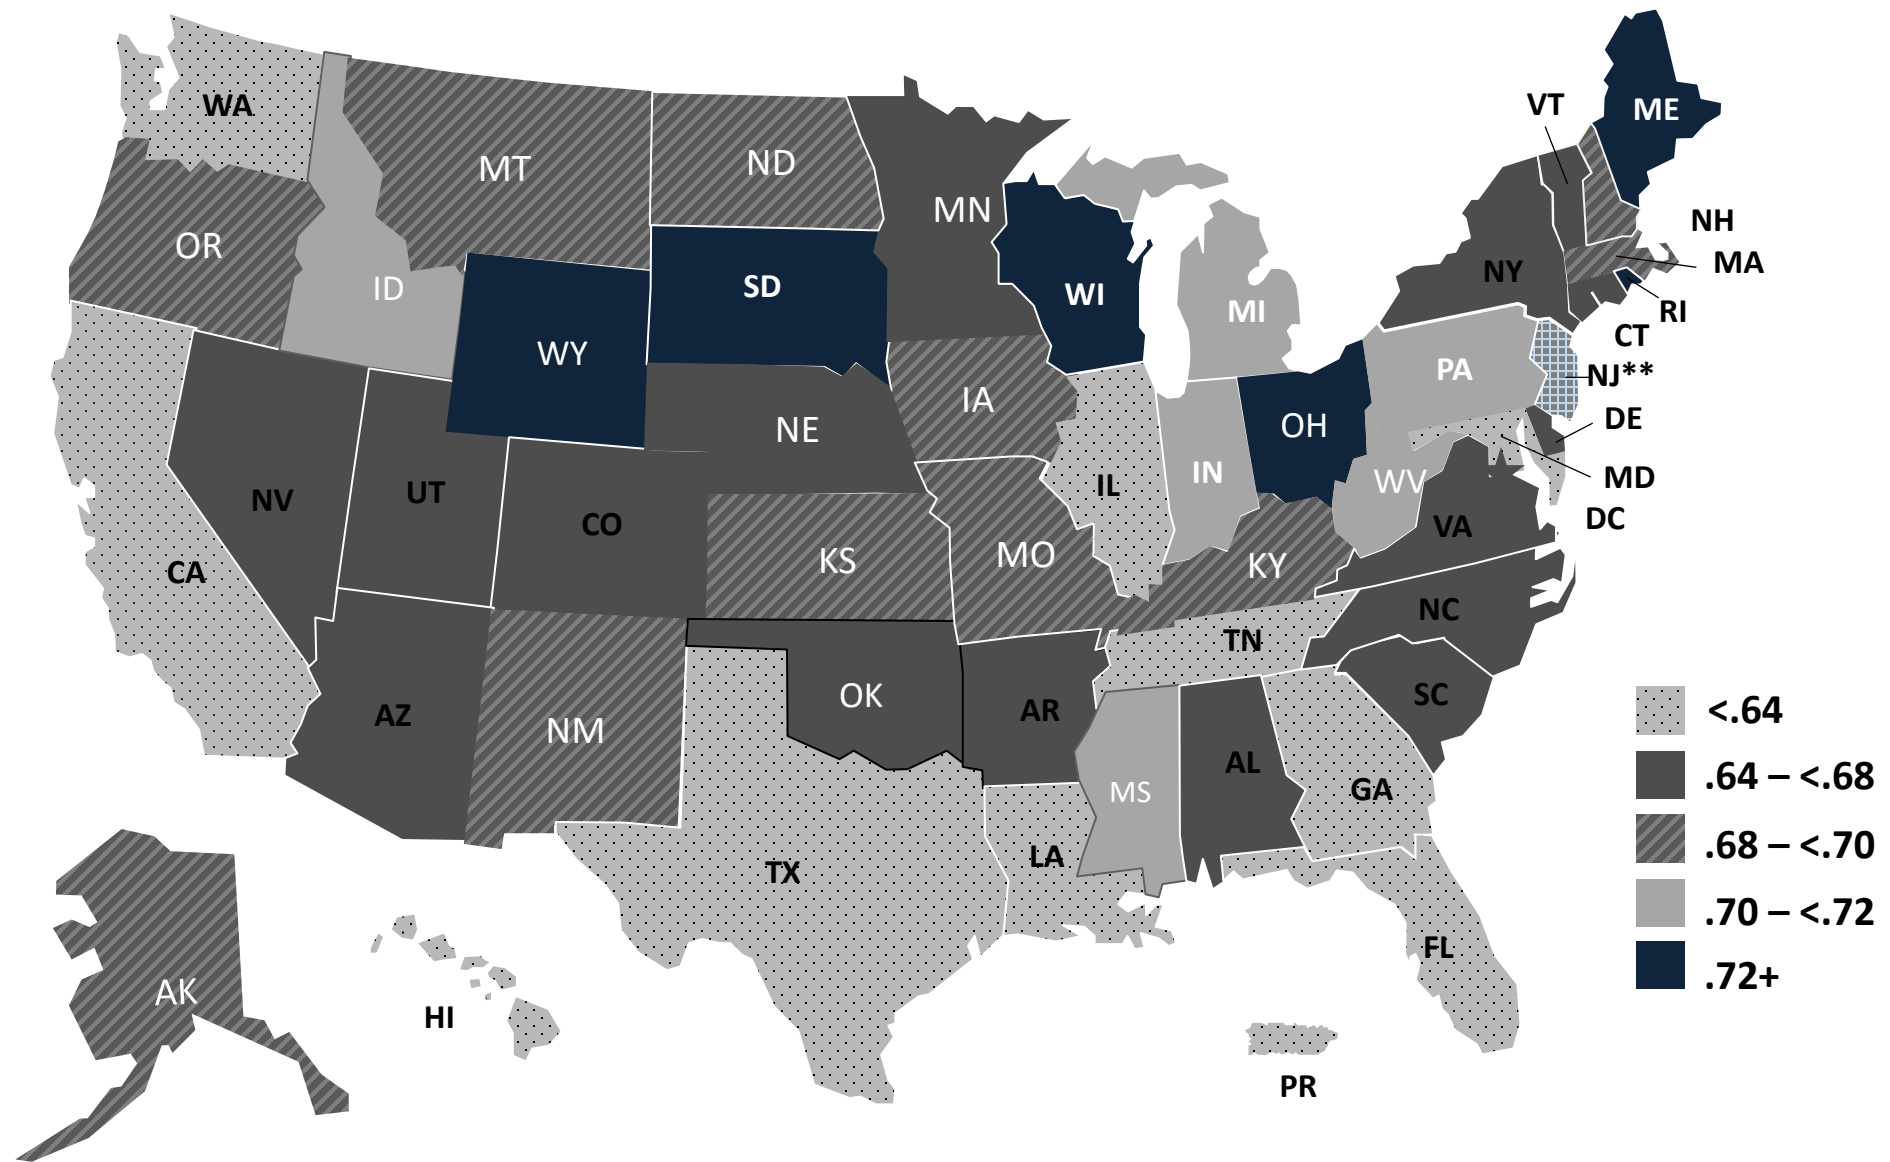 WA
MT
ND
MN
VT
ME
OR
ID
WY
SD
WI
MI
NY
NH
MA
RI
CT
NJ**
PA
DE
MD
DC
NV
UT
CO
NE
IA
IL
IN
OH
WV
VA
CA
KS
MO
KY
NC
TN
SC
AZ
NM
OK
AR
MS
AL
GA
TX
LA
FL
AK
HI
PR
<.64
.64 – <.68
.68 – <.70
.70 – <.72
.72+